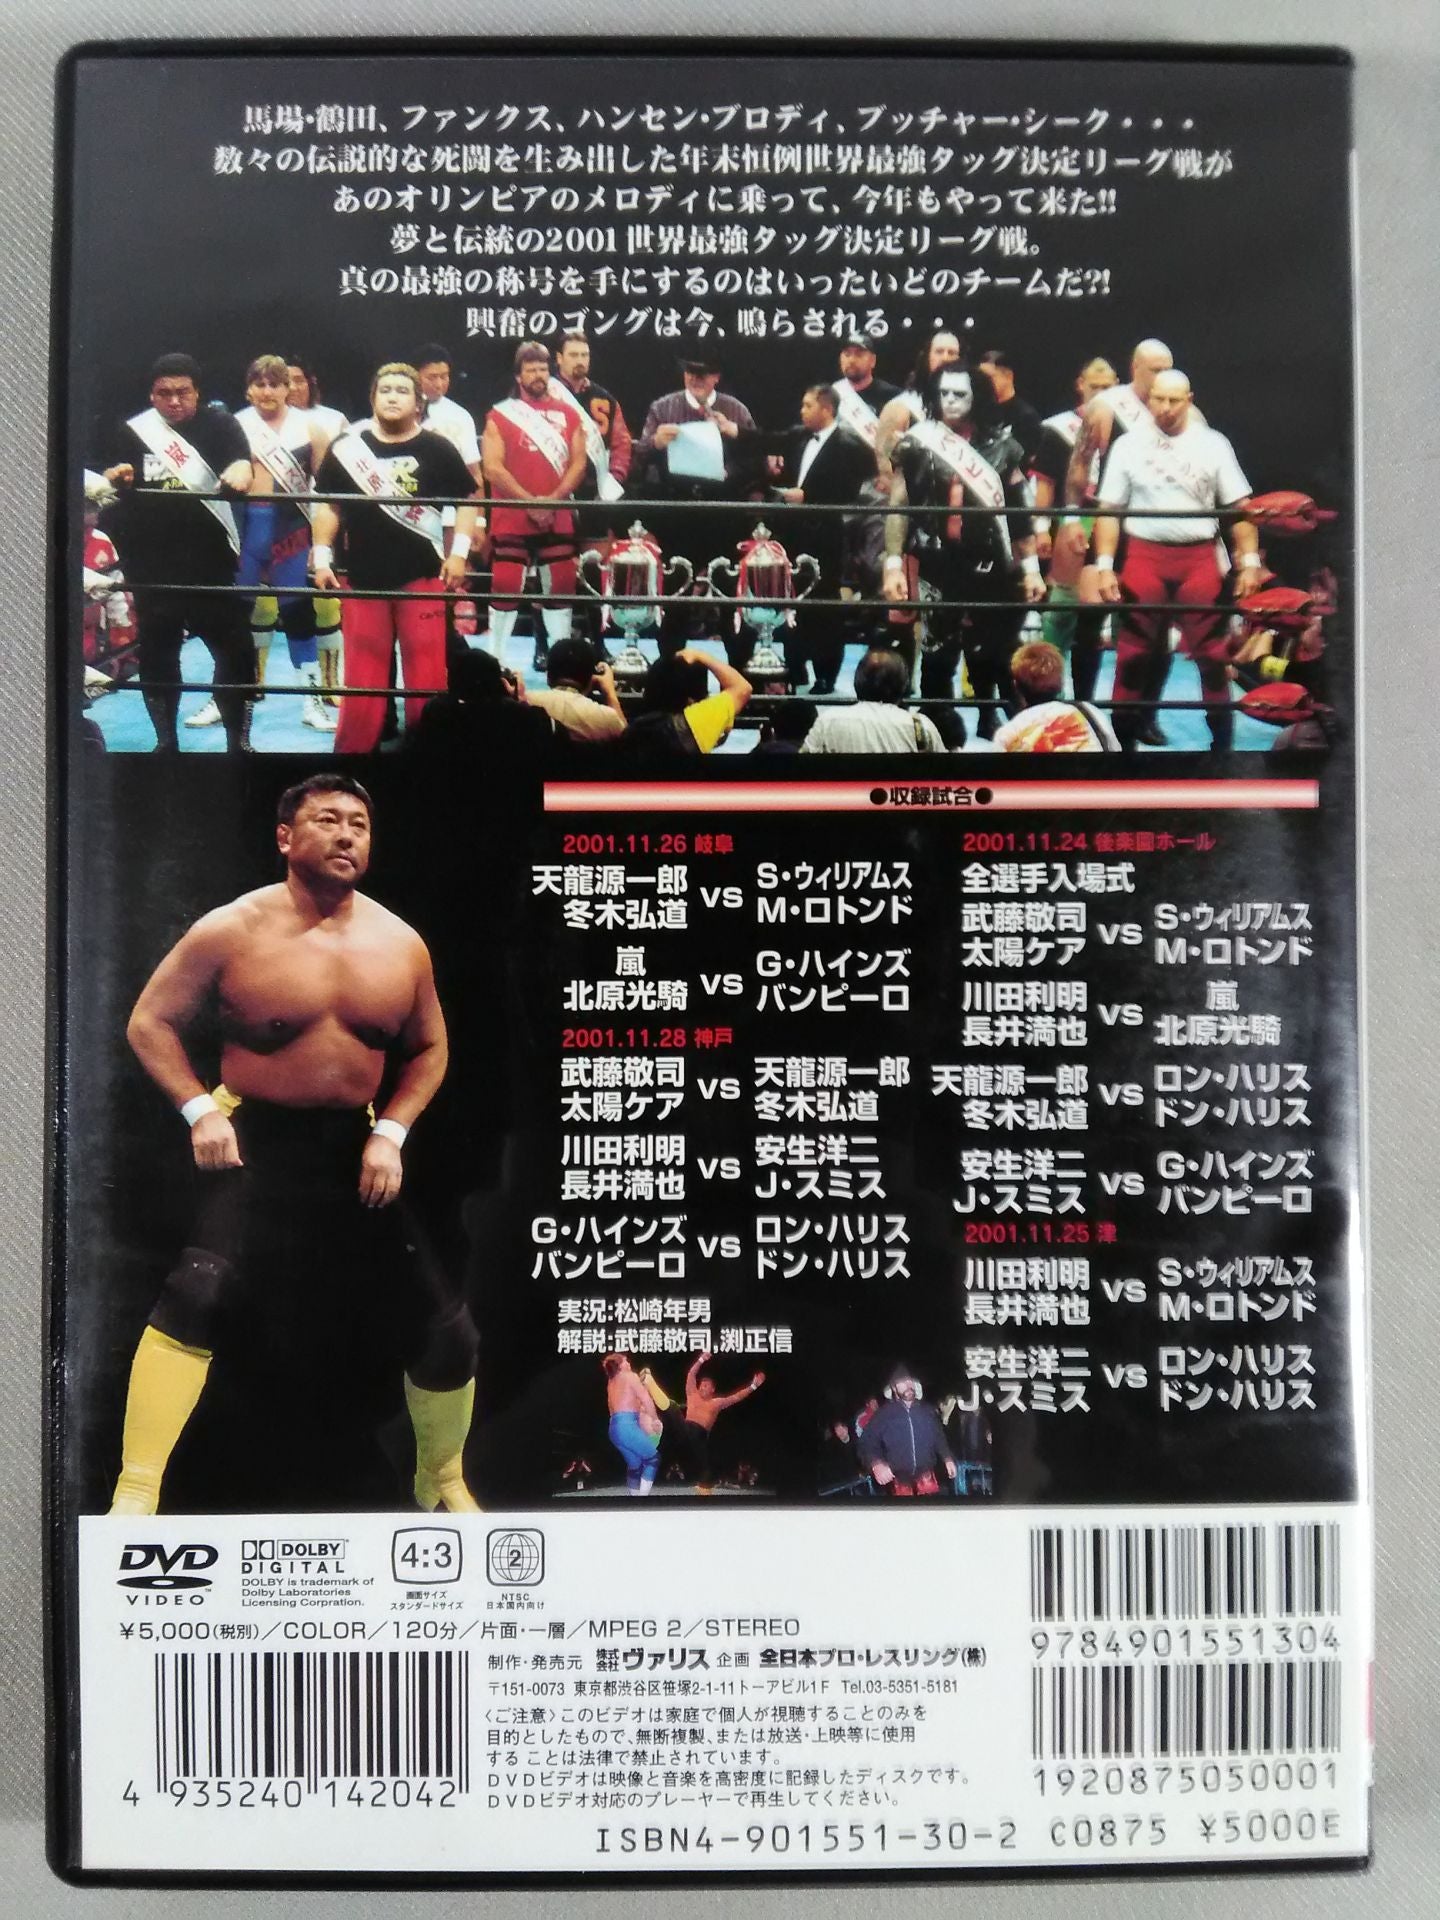 馬場・鶴田、ファンクス、ハンセン・ブロディ、ブッチャー・シーク・・・
数々の伝説的な死闘を生み出した年末恒例世界最強タッグ決定リーグ戦が
あのオリンピアのメロディに乗って、今年もやって来た!!
夢と伝統の2001世界最強タッグ決定リーグ戦。
真の最強の称号を手にするのはいったいどのチームだ?!
興奮のゴングは今、鳴らされる・・・
嵐
北原光騎
●収録試合●
2001.11.26 岐阜
天龍源一郎 冬木弘道 VS S・ウィリアムス M・ロトンド
嵐 北原光騎 VS G・ハインズ バンピーロ
2001.11.28 神戸
武藤敬司 太陽ケア VS 天龍源一郎 冬木弘道
川田利明 長井満也 VS 安生洋二 J・スミス
G・ハインズ バンピーロ VS ロン・ハリス ドン・ハリス
実況:松崎年男
解説:武藤敬司,渕正信
2001.11.24 後楽園ホール
全選手入場式
武藤敬司 太陽ケア VS S・ウィリアムス M・ロトンド
川田利明 長井満也 VS 嵐 北原光騎
天龍源一郎 冬木弘道 VS ロン・ハリス ドン・ハリス
安生洋二 J・スミス VS G・ハインズ バンピーロ
2001.11.25 津
川田利明 長井満也 VS S・ウィリアムス M・ロトンド
安生洋二 J・スミス VS ロン・ハリス ドン・ハリス
DVD VIDEO
DOLBY DIGITAL
DOLBY is trademark of
Dolby Laboratories
Licensing Corpration.
4:3
画面サイズ
スタンダードサイズ
2
NTSC
日本国内向け
¥5,000(税別)／COLOR／120分／片面・一層／MPEG 2／STEREO
制作・発売元 株式会社ヴァリス 企画 全日本プロ・レスリング(株)
〒151-0073 東京都渋谷区笹塚2-1-11トーアビル1F Tel.03-5351-5181
〈ご注意〉このビデオは家庭で個人が視聴することのみを
目的としたもので、無断複製、または放送・上映等に使用
する ことは法律で禁止されています。
DVDビデオは映像と音楽を高密度に記録したディスクです。
DVDビデオ対応のプレーヤーで再生してください。
4 935240 142042
9784901551304
1920875050001
ISBN4-901551-30-2 C0875 ¥5000E